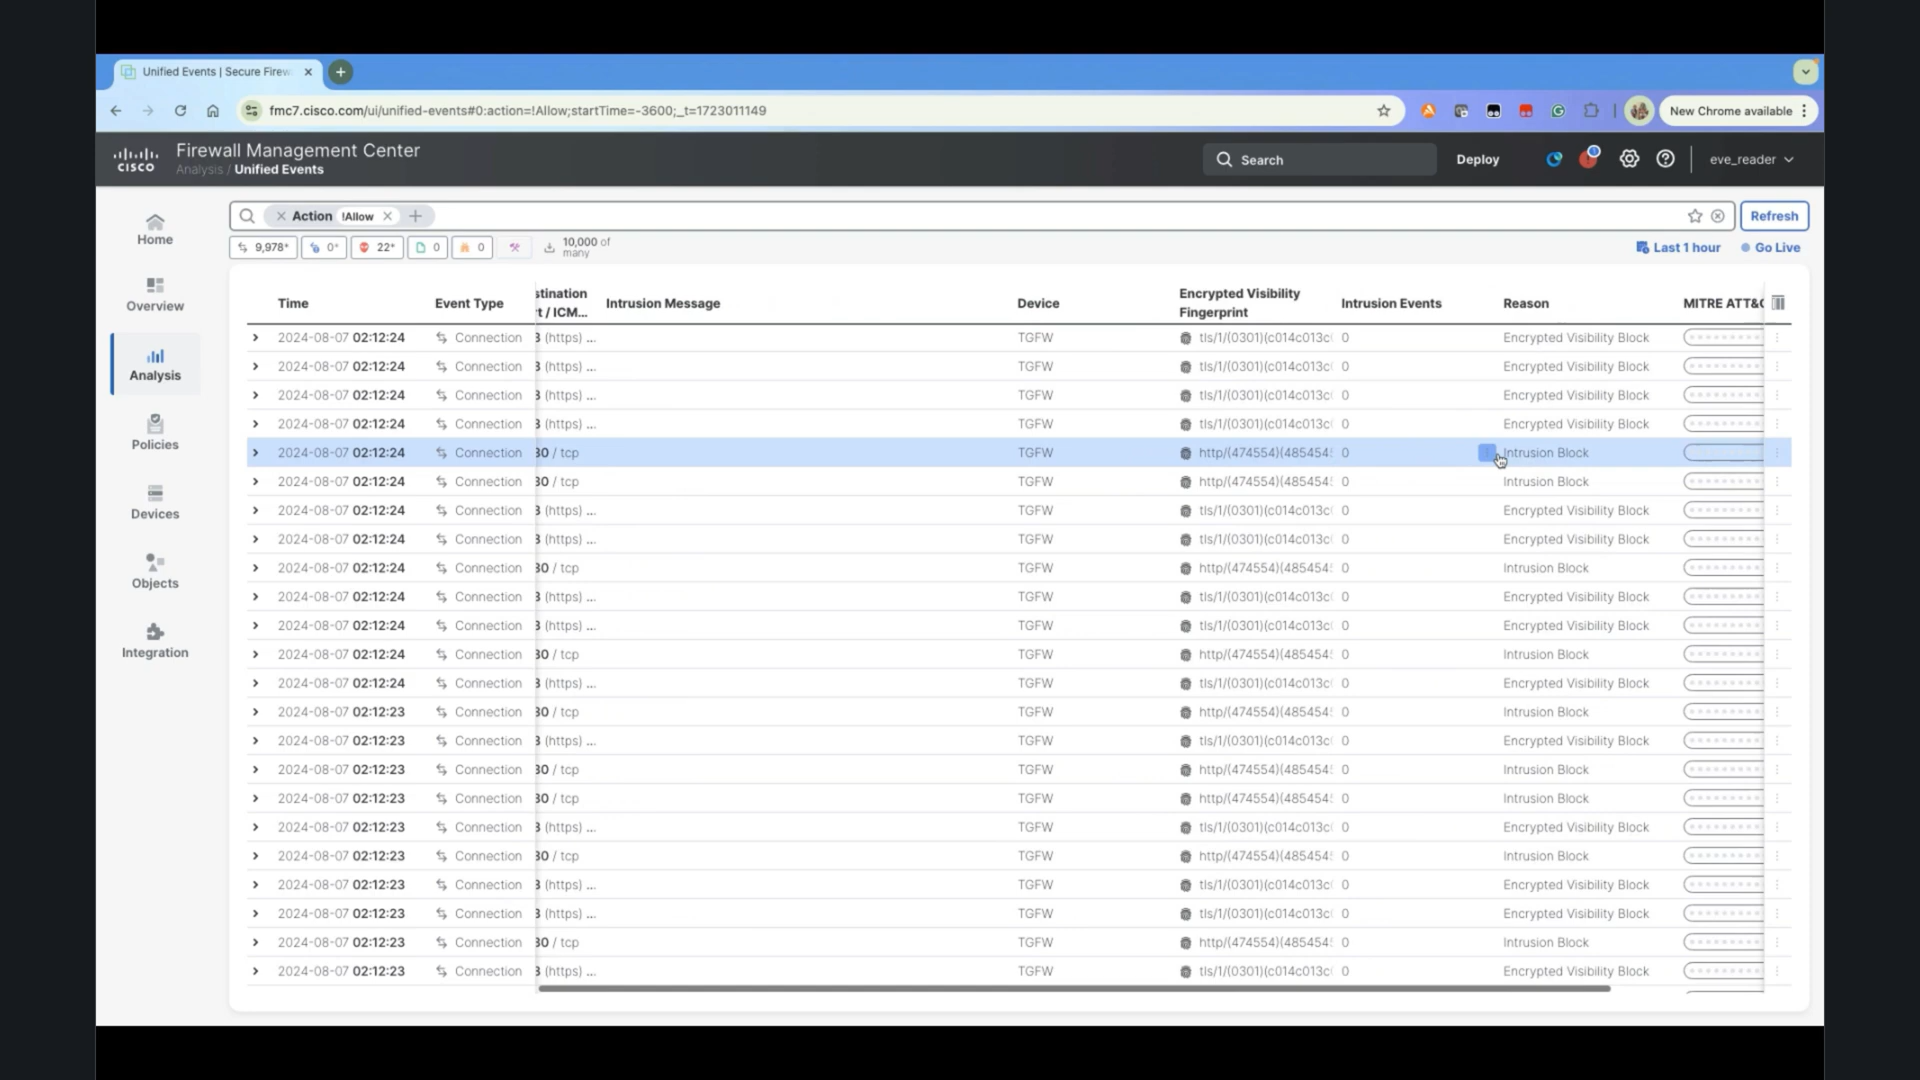 Unified Events | Secure Firew
fmc7.cisco.com/ui/unified-events#0:action=!Allow;startTime=-3600;_t=1723011149
New Chrome available
CISCO
Firewall Management Center
Analysis / Unified Events
Search
Deploy
eve_reader
Home
Overview
Analysis
Policies
Devices
Objects
Integration
Action !Allow
Refresh
9,978* 0* 22* 0 0 10,000 of many
Last 1 hour Go Live
Time Event Type stination t / ICM... Intrusion Message Device Encrypted Visibility Fingerprint Intrusion Events Reason MITRE ATT&C
2024-08-07 02:12:24 Connection 3 (https) ... TGFW tls/1/(0301)(c014c013c( 0 Encrypted Visibility Block
2024-08-07 02:12:24 Connection 3 (https) ... TGFW tls/1/(0301)(c014c013c( 0 Encrypted Visibility Block
2024-08-07 02:12:24 Connection 3 (https) ... TGFW tls/1/(0301)(c014c013c( 0 Encrypted Visibility Block
2024-08-07 02:12:24 Connection 3 (https) ... TGFW tls/1/(0301)(c014c013c( 0 Encrypted Visibility Block
2024-08-07 02:12:24 Connection 30 / tcp TGFW http/(474554)(485454 0 Intrusion Block
2024-08-07 02:12:24 Connection 30 / tcp TGFW http/(474554)(485454 0 Intrusion Block
2024-08-07 02:12:24 Connection 3 (https) ... TGFW tls/1/(0301)(c014c013c( 0 Encrypted Visibility Block
2024-08-07 02:12:24 Connection 3 (https) ... TGFW tls/1/(0301)(c014c013c( 0 Encrypted Visibility Block
2024-08-07 02:12:24 Connection 30 / tcp TGFW http/(474554)(485454 0 Intrusion Block
2024-08-07 02:12:24 Connection 3 (https) ... TGFW tls/1/(0301)(c014c013c( 0 Encrypted Visibility Block
2024-08-07 02:12:24 Connection 3 (https) ... TGFW tls/1/(0301)(c014c013c( 0 Encrypted Visibility Block
2024-08-07 02:12:24 Connection 30 / tcp TGFW http/(474554)(485454 0 Intrusion Block
2024-08-07 02:12:24 Connection 3 (https) ... TGFW tls/1/(0301)(c014c013c( 0 Encrypted Visibility Block
2024-08-07 02:12:23 Connection 30 / tcp TGFW http/(474554)(485454 0 Intrusion Block
2024-08-07 02:12:23 Connection 3 (https) ... TGFW tls/1/(0301)(c014c013c( 0 Encrypted Visibility Block
2024-08-07 02:12:23 Connection 30 / tcp TGFW http/(474554)(485454 0 Intrusion Block
2024-08-07 02:12:23 Connection 30 / tcp TGFW http/(474554)(485454 0 Intrusion Block
2024-08-07 02:12:23 Connection 3 (https) ... TGFW tls/1/(0301)(c014c013c( 0 Encrypted Visibility Block
2024-08-07 02:12:23 Connection 30 / tcp TGFW http/(474554)(485454 0 Intrusion Block
2024-08-07 02:12:23 Connection 3 (https) ... TGFW tls/1/(0301)(c014c013c( 0 Encrypted Visibility Block
2024-08-07 02:12:23 Connection 3 (https) ... TGFW tls/1/(0301)(c014c013c( 0 Encrypted Visibility Block
2024-08-07 02:12:23 Connection 30 / tcp TGFW http/(474554)(485454 0 Intrusion Block
2024-08-07 02:12:23 Connection 3 (https) ... TGFW tls/1/(0301)(c014c013c( 0 Encrypted Visibility Block